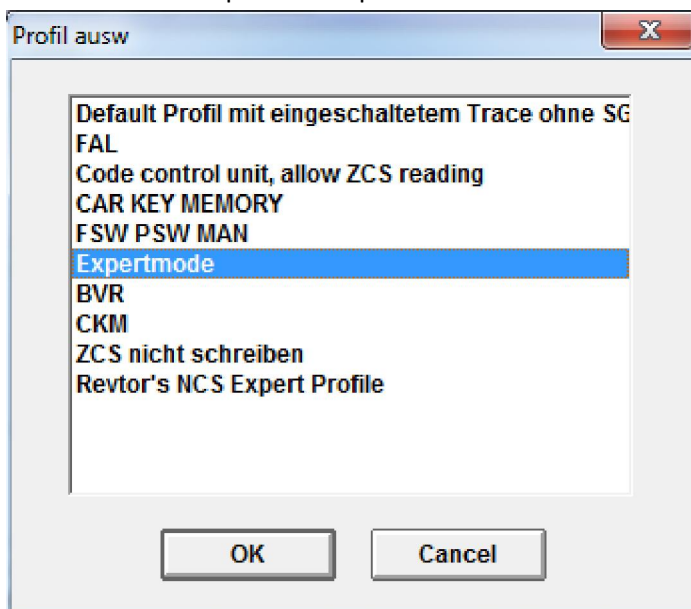 Profil ausw
Default Profil mit eingeschaltetem Trace ohne SG
FAL
Code control unit, allow ZCS reading
CAR KEY MEMORY
FSW PSW MAN
Expertmode
BVR
CKM
ZCS nicht schreiben
Revtor's NCS Expert Profile
OK
Cancel